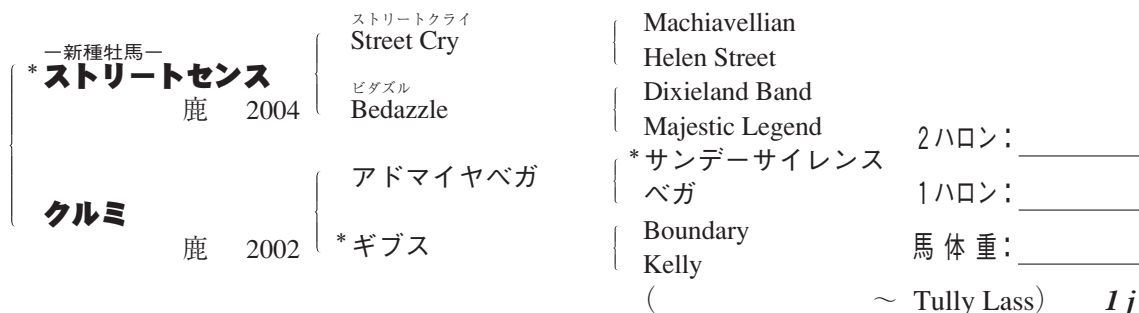 ー新種牡馬ー
*ストリートセンス
鹿 2004
ストリートクライ
Street Cry
ビダズル
Bedazzle
Machiavellian
Helen Street
Dixieland Band
Majestic Legend
クルミ
鹿 2002
アドマイヤベガ
*ギブス
*サンデーサイレンス
ベガ
Boundary
Kelly
( ～ Tully Lass) 1 j
2ハロン：
1ハロン：
馬 体 重：